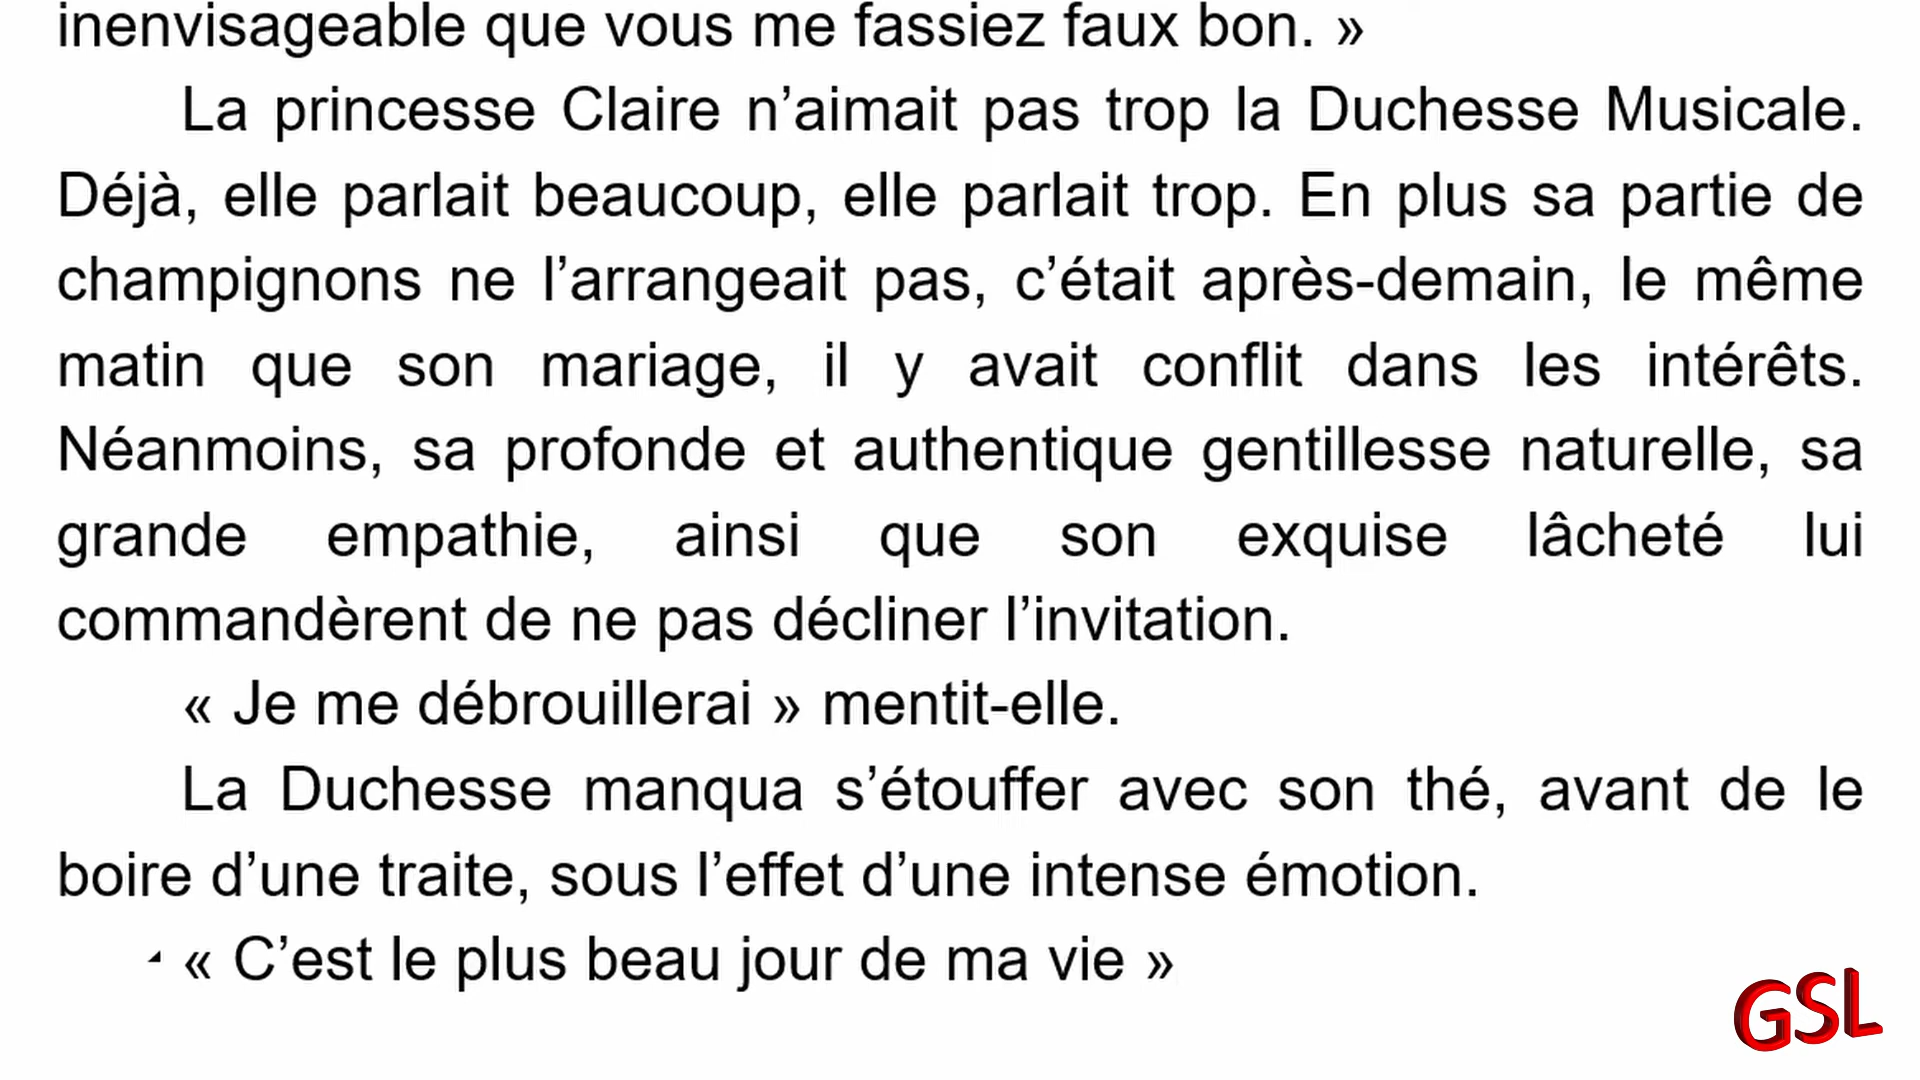 inenvisageable que vous me fassiez faux bon. »
La princesse Claire n’aimait pas trop la Duchesse Musicale.
Déjà, elle parlait beaucoup, elle parlait trop. En plus sa partie de
champignons ne l’arrangeait pas, c’était après-demain, le même
matin que son mariage, il y avait conflit dans les intérêts.
Néanmoins, sa profonde et authentique gentillesse naturelle, sa
grande empathie, ainsi que son exquise lâcheté lui
commandèrent de ne pas décliner l’invitation.
« Je me débrouillerai » mentit-elle.
La Duchesse manqua s’étouffer avec son thé, avant de le
boire d’une traite, sous l’effet d’une intense émotion.
« C’est le plus beau jour de ma vie »
GSL